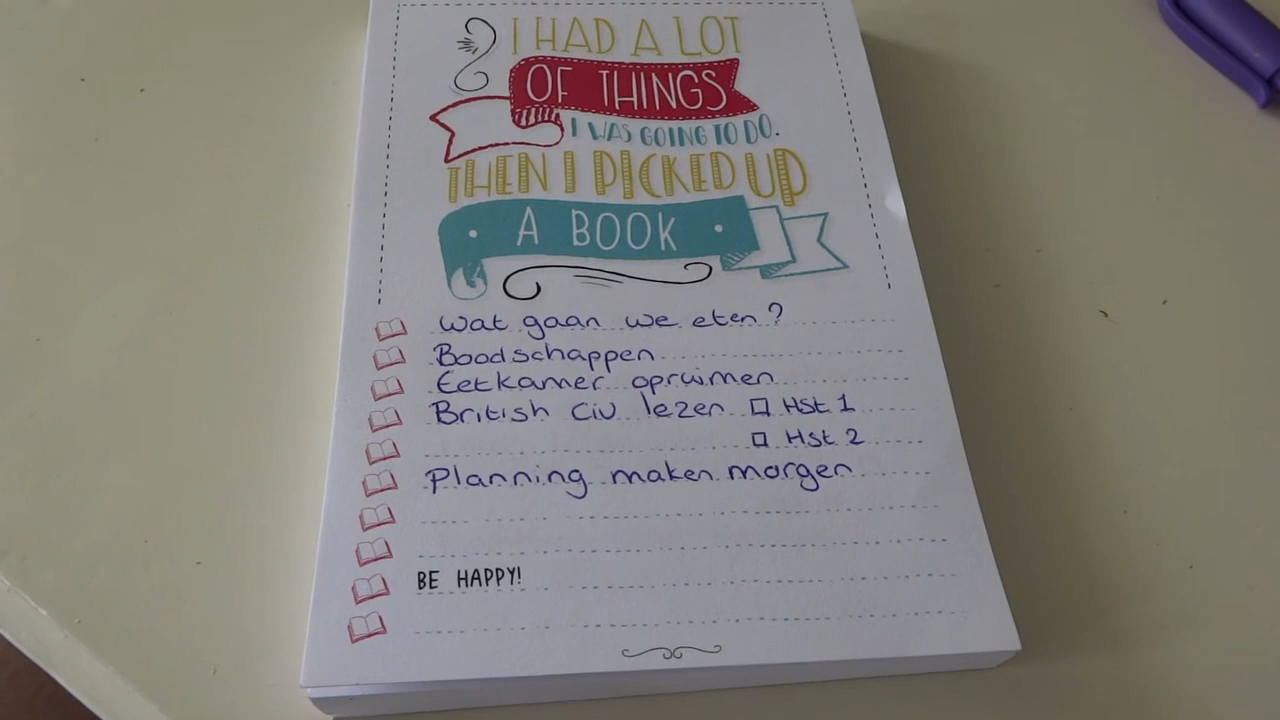 I HAD A LOT
OF THINGS
I WAS GOING TO DO.
THEN I PICKED UP
A BOOK
Wat gaan we eten?
Boodschappen
Eetkamer opruimen
British Civ lezen □ Hst 1
□ Hst 2
Planning maken morgen
BE HAPPY!